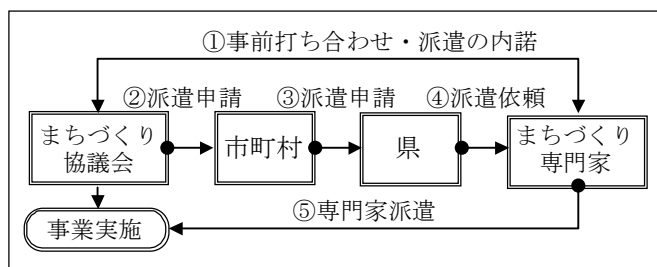 ①事前打ち合わせ・派遣の内諾
②派遣申請
③派遣申請
④派遣依頼
まちづくり
協議会
市町村
県
まちづくり
専門家
⑤専門家派遣
事業実施